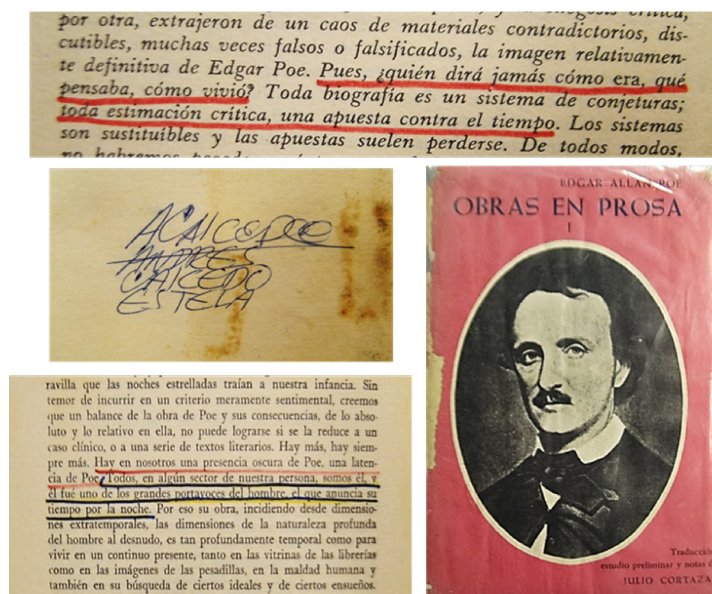 por otra, extrajeron de un caos de materiales contradictorios, dis-
cutibles, muchas veces falsos o falsificados, la imagen relativamen-
te definitiva de Edgar Poe. Pues, ¿quién dirá jamás cómo era, qué
pensaba, cómo vivió? Toda biografía es un sistema de conjeturas;
toda estimación crítica, una apuesta contra el tiempo. Los sistemas
son sustituíbles y las apuestas suelen perderse. De todos modos,
ACAICEDO
ANDRES
CAICEDO
ESTELA
EDGAR ALLAN POE
OBRAS EN PROSA
I
Traducción
estudio preliminar y notas d
JULIO CORTAZA
ravilla que las noches estrelladas traían a nuestra infancia. Sin
temor de incurrir en un criterio meramente sentimental, creemos
que un balance de la obra de Poe y sus consecuencias, de lo abso-
luto y lo relativo en ella, no puede lograrse si se la reduce a un
caso clínico, o a una serie de textos literarios. Hay más, hay siem-
pre más. Hay en nosotros una presencia oscura de Poe, una laten-
cia de Poe. Todos, en algún sector de nuestra persona, somos él, y
él fué uno de los grandes portavoces del hombre, el que anuncia su
tiempo por la noche. Por eso su obra, incidiendo desde dimensio-
nes extratemporales, las dimensiones de la naturaleza profunda
del hombre al desnudo, es tan profundamente temporal como para
vivir en un continuo presente, tanto en las vitrinas de las librerías
como en las imágenes de las pesadillas, en la maldad humana y
también en su búsqueda de ciertos ideales y de ciertos ensueños.